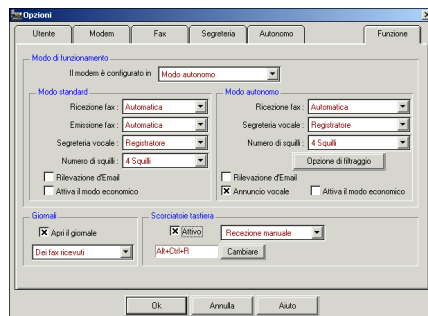 Opzioni
Utente Modem Fax Segreteria Autonomo Funzione
Modo di funzionamento
Il modem è configurato in Modo autonomo
Modo standard
Ricezione fax : Automatica
Emissione fax : Automatica
Segreteria vocale : Registratore
Numero di squilli : 4 Squilli
Rilevazione d'Email
Attiva il modo economico
Modo autonomo
Ricezione fax : Automatica
Segreteria vocale : Registratore
Numero di squilli : 4 Squilli
Opzione di filtraggio
Rilevazione d'Email
Annuncio vocale Attiva il modo economico
Giornali
Apri il giornale
Dei fax ricevuti
Scorciatoie tastiera
Attivo Recezione manuale
Alt+Ctrl+R Cambiare
Ok Annulla Aiuto